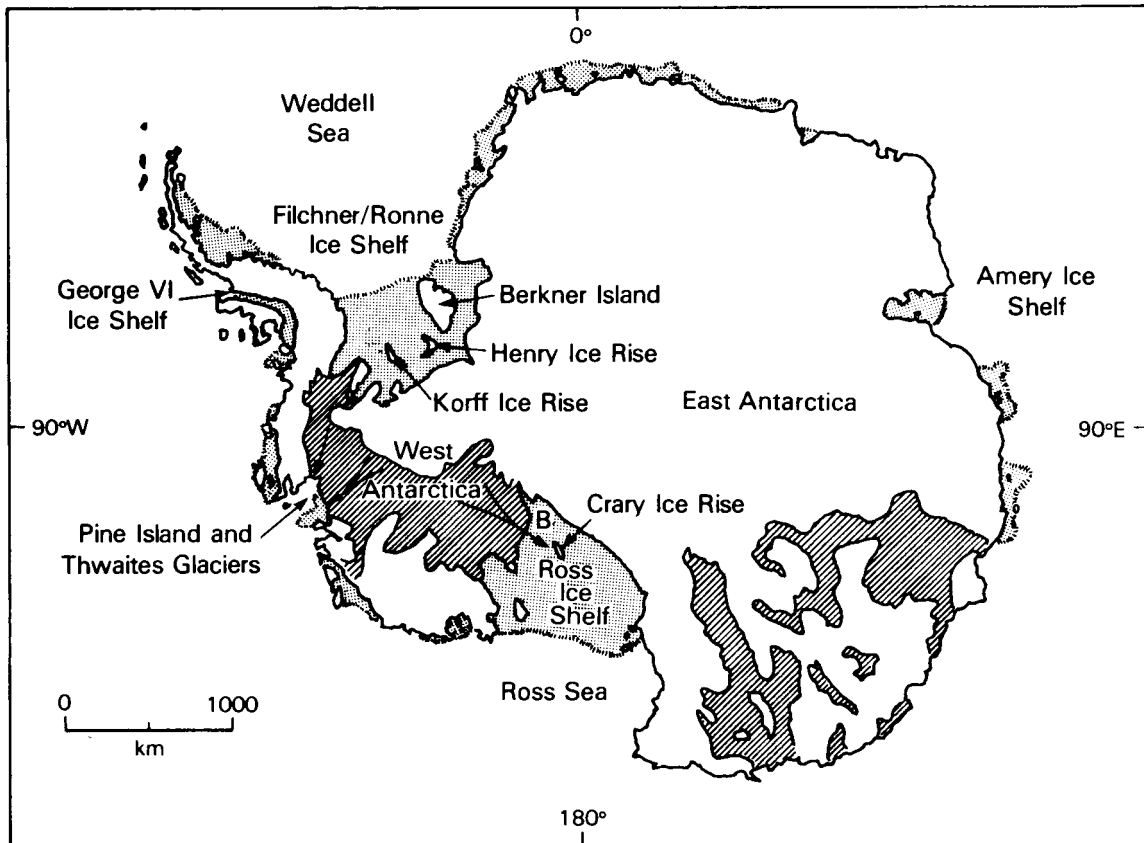 0°
Weddell
Sea
Filchner/Ronne
Ice Shelf
George VI
Ice Shelf
Berkner Island
Amery Ice
Shelf
Henry Ice Rise
Korff Ice Rise
East Antarctica
90°W
90°E
West
Antarctica
B
Crary Ice Rise
Pine Island and
Thwaites Glaciers
Ross
Ice
Shelf
Ross Sea
0
1000
km
180°